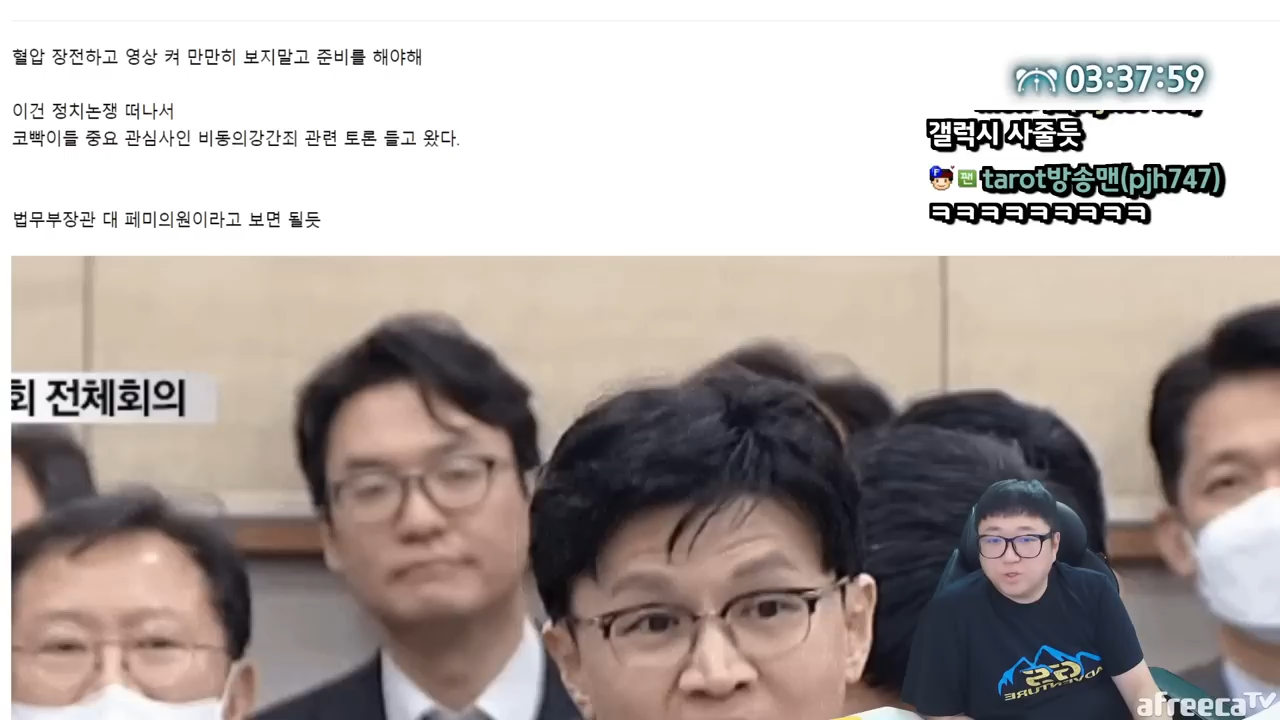 혈압 장전하고 영상 켜 만만히 보지말고 준비를 해야해
이건 정치논쟁 떠나서
코빡이들 중요 관심사인 비동의강간죄 관련 토론 들고 왔다.
법무부장관 대 페미의원이라고 보면 될듯
03:37:59
갤럭시 사줄듯
팬 tarot방송맨(pjh747)
ㅋㅋㅋㅋㅋㅋㅋㅋㅋ
회 전체회의
ADVENTURE
afreecaTV